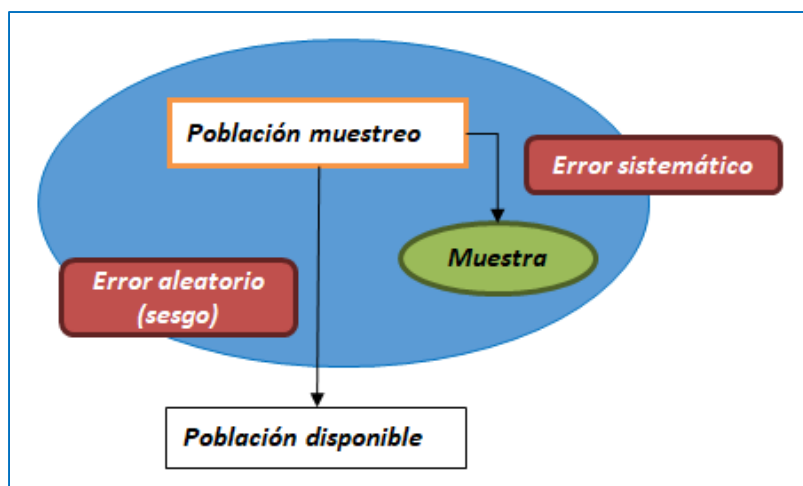 Población muestreo
Error sistemático
Muestra
Error aleatorio
(sesgo)
Población disponible